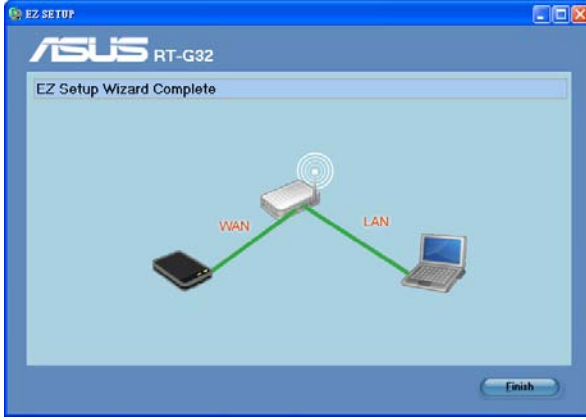 EZ SETUP
ASUS RT-G32
EZ Setup Wizard Complete
WAN
LAN
Finish